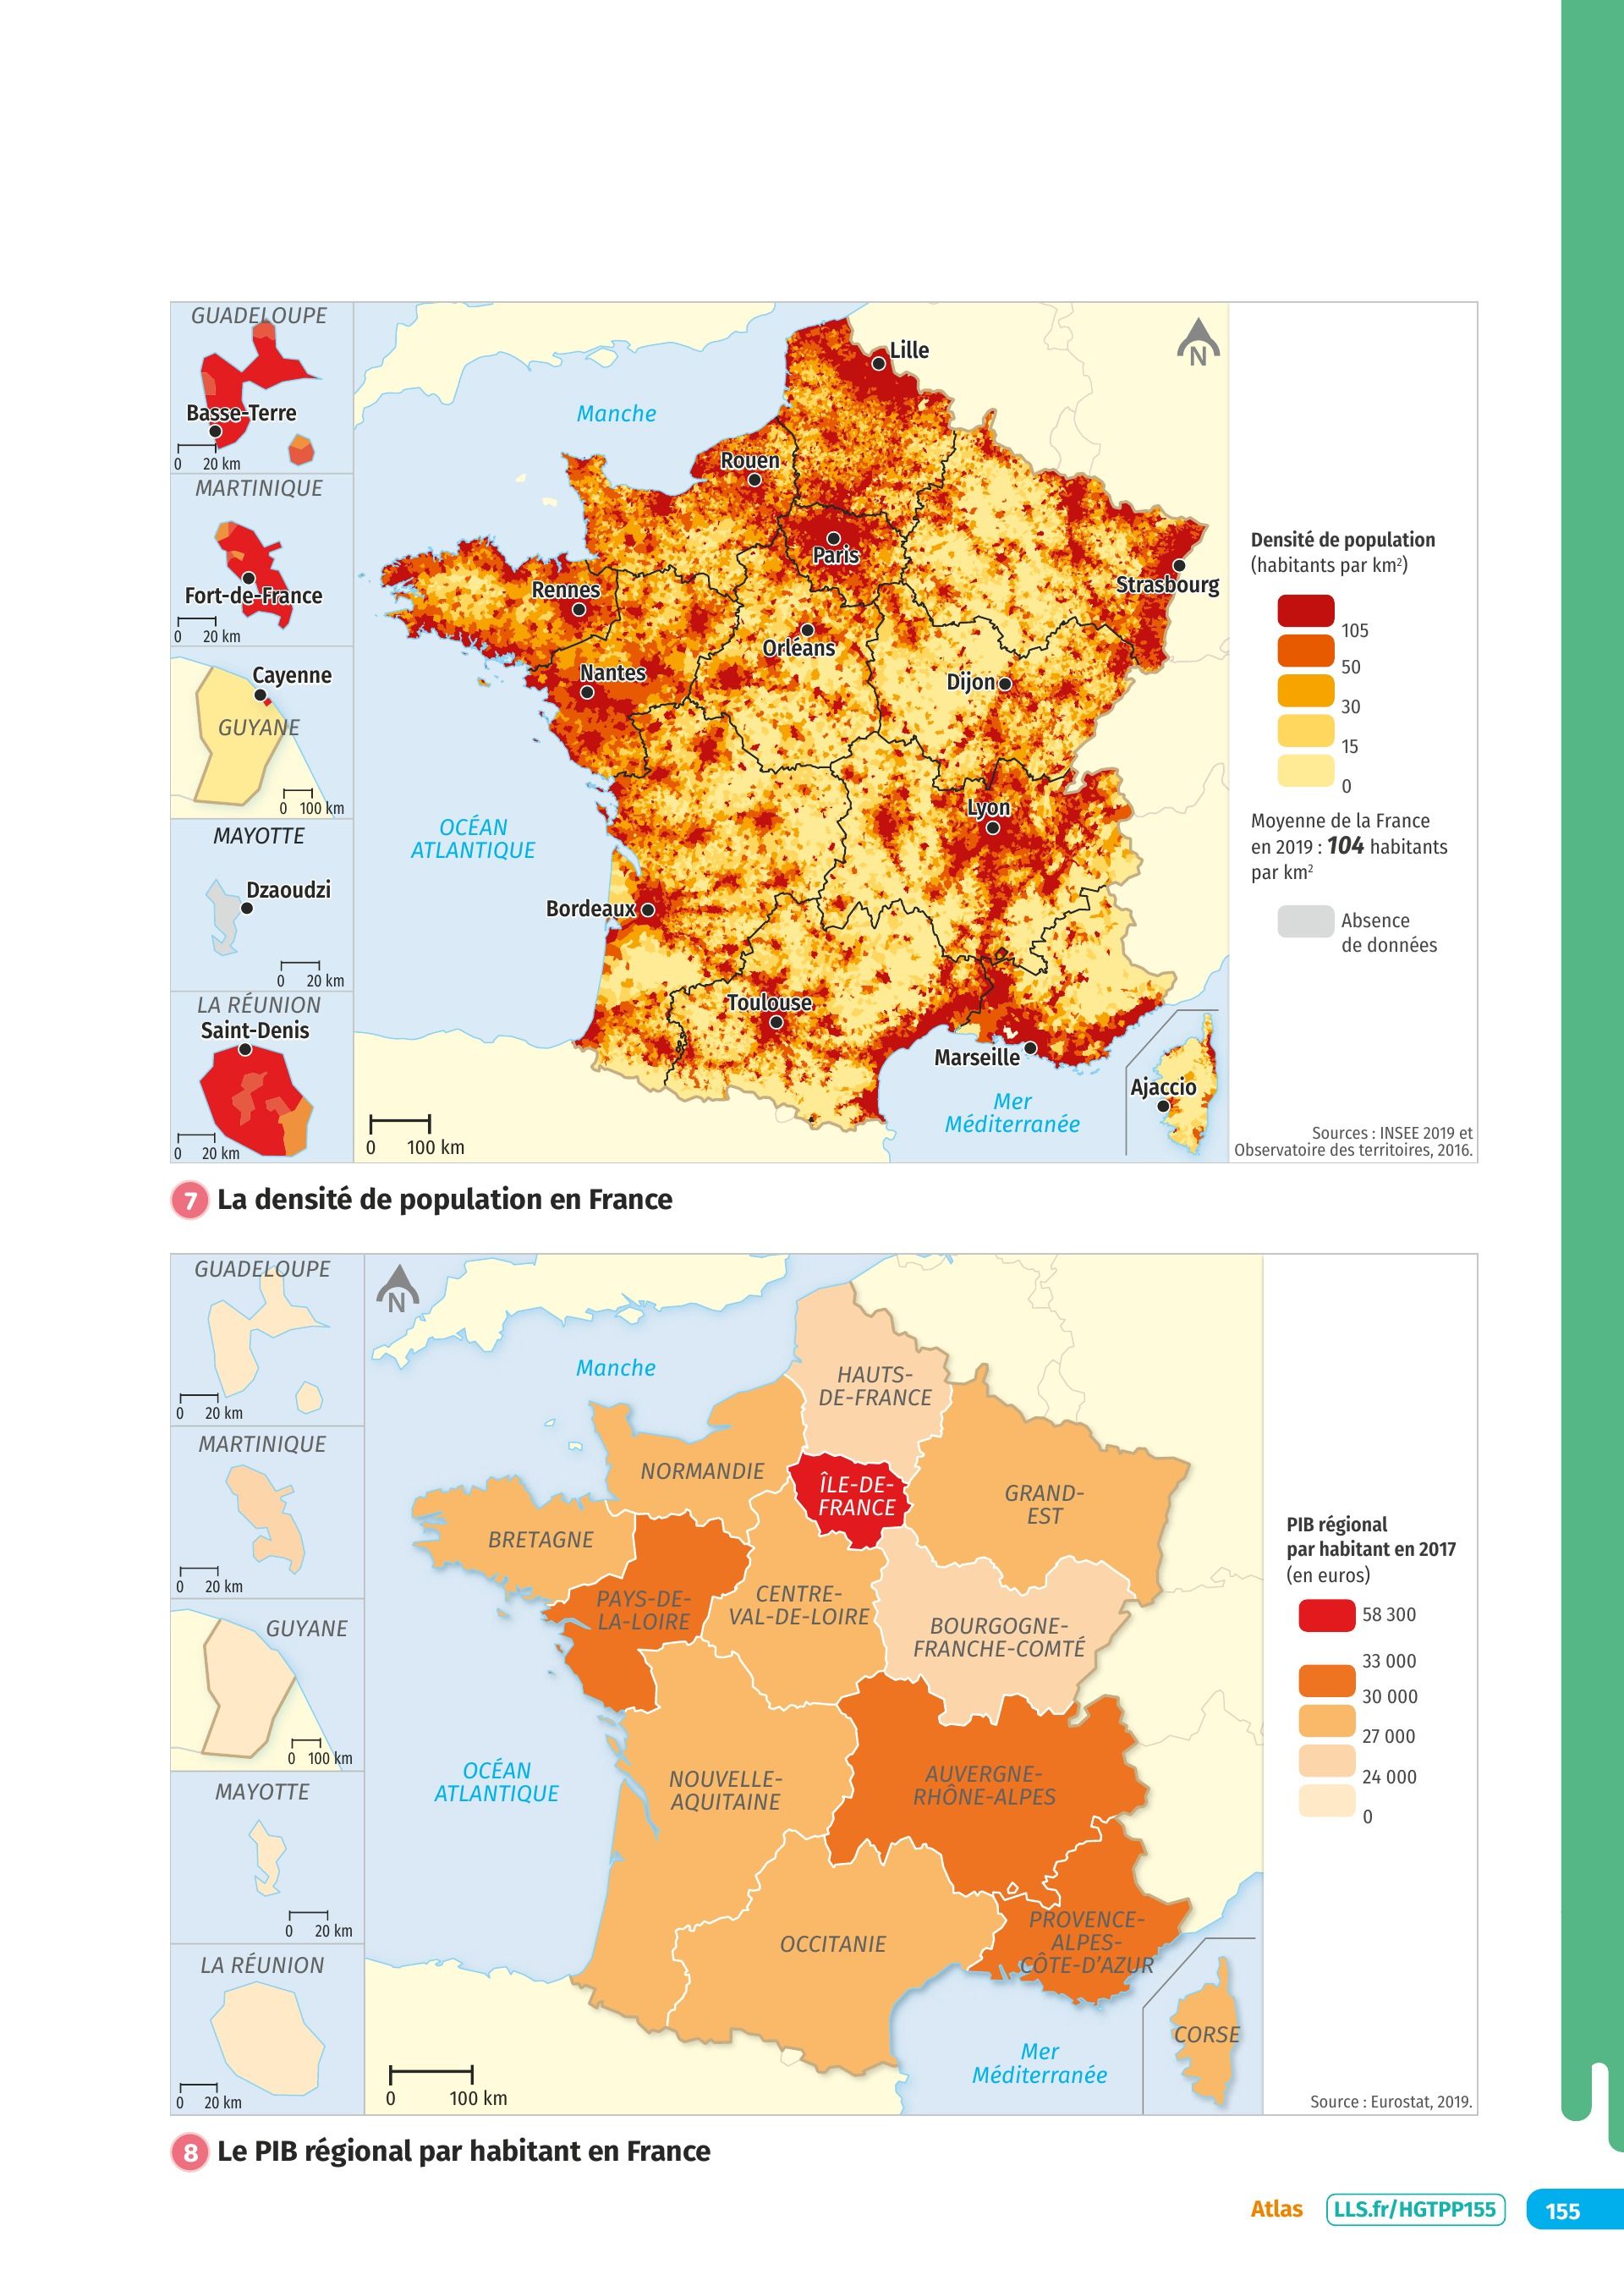 GUADELOUPE
Basse-Terre
0 20 km
MARTINIQUE
Fort-de-France
0 20 km
Cayenne
GUYANE
0 100 km
MAYOTTE
Dzaoudzi
0 20 km
LA RÉUNION
Saint-Denis
0 20 km
N
Lille
Manche
Rouen
Paris
Strasbourg
Rennes
Orléans
Nantes
Dijon
Lyon
OCÉAN
ATLANTIQUE
Bordeaux
Toulouse
Marseille
Ajaccio
Mer
Méditerranée
0 100 km
Densité de population
(habitants par km²)
105
50
30
15
0
Moyenne de la France
en 2019 : 104 habitants
par km²
Absence
de données
Sources : INSEE 2019 et
Observatoire des territoires, 2016.
7 La densité de population en France
GUADELOUPE
0 20 km
MARTINIQUE
0 20 km
GUYANE
0 100 km
MAYOTTE
0 20 km
LA RÉUNION
0 20 km
N
Manche
HAUTS-
DE-FRANCE
NORMANDIE
ÎLE-DE-
FRANCE
GRAND-
EST
BRETAGNE
PAYS-DE-
LA-LOIRE
CENTRE-
VAL-DE-LOIRE
BOURGOGNE-
FRANCHE-COMTÉ
OCÉAN
ATLANTIQUE
NOUVELLE-
AQUITAINE
AUVERGNE-
RHÔNE-ALPES
OCCITANIE
PROVENCE-
ALPES-
CÔTE-D'AZUR
CORSE
Mer
Méditerranée
0 100 km
PIB régional
par habitant en 2017
(en euros)
58 300
33 000
30 000
27 000
24 000
0
Source : Eurostat, 2019.
8 Le PIB régional par habitant en France
Atlas LLS.fr/HGTPP155 155